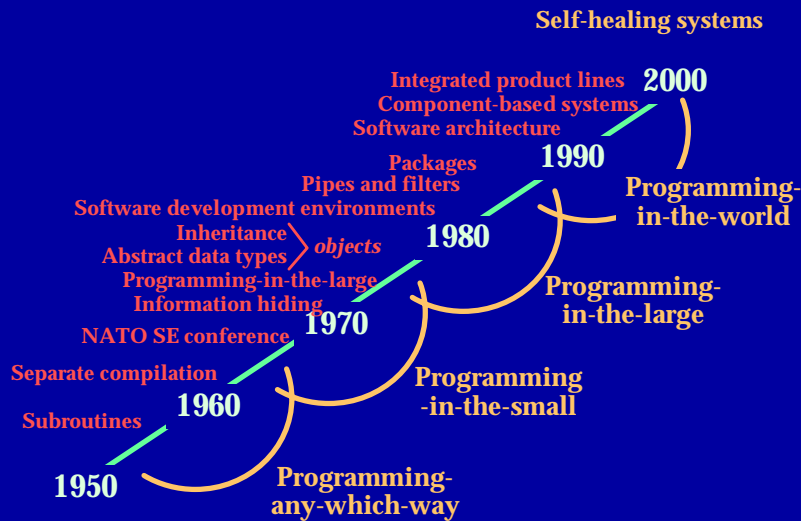 Self-healing systems
Integrated product lines
2000
Component-based systems
Software architecture
1990
Packages
Pipes and filters
Programming-
in-the-world
Software development environments
Inheritance
objects
1980
Abstract data types
Programming-in-the-large
Programming-
in-the-large
Information hiding
1970
NATO SE conference
Separate compilation
Programming
-in-the-small
1960
Subroutines
1950
Programming-
any-which-way